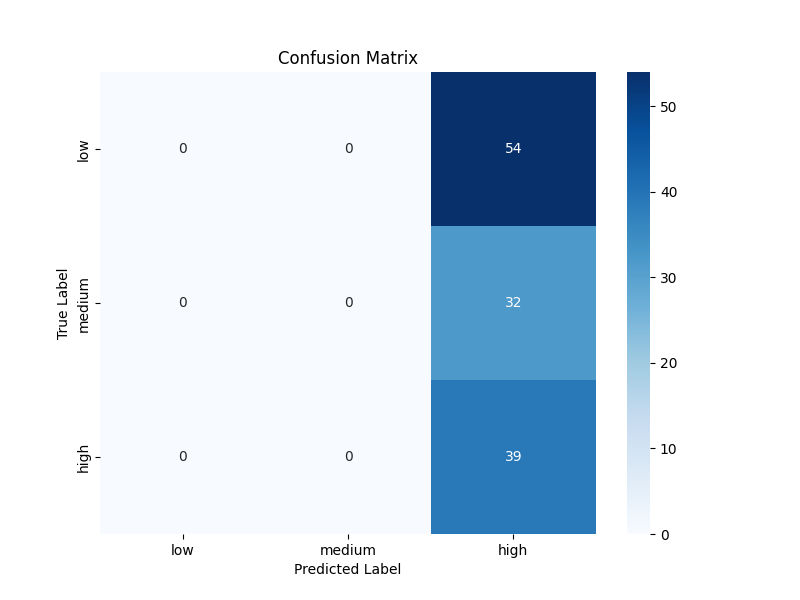 Confusion Matrix
low
0 0 54
medium
0 0 32
high
0 0 39
True Label
low medium high
Predicted Label
50
40
30
20
10
0